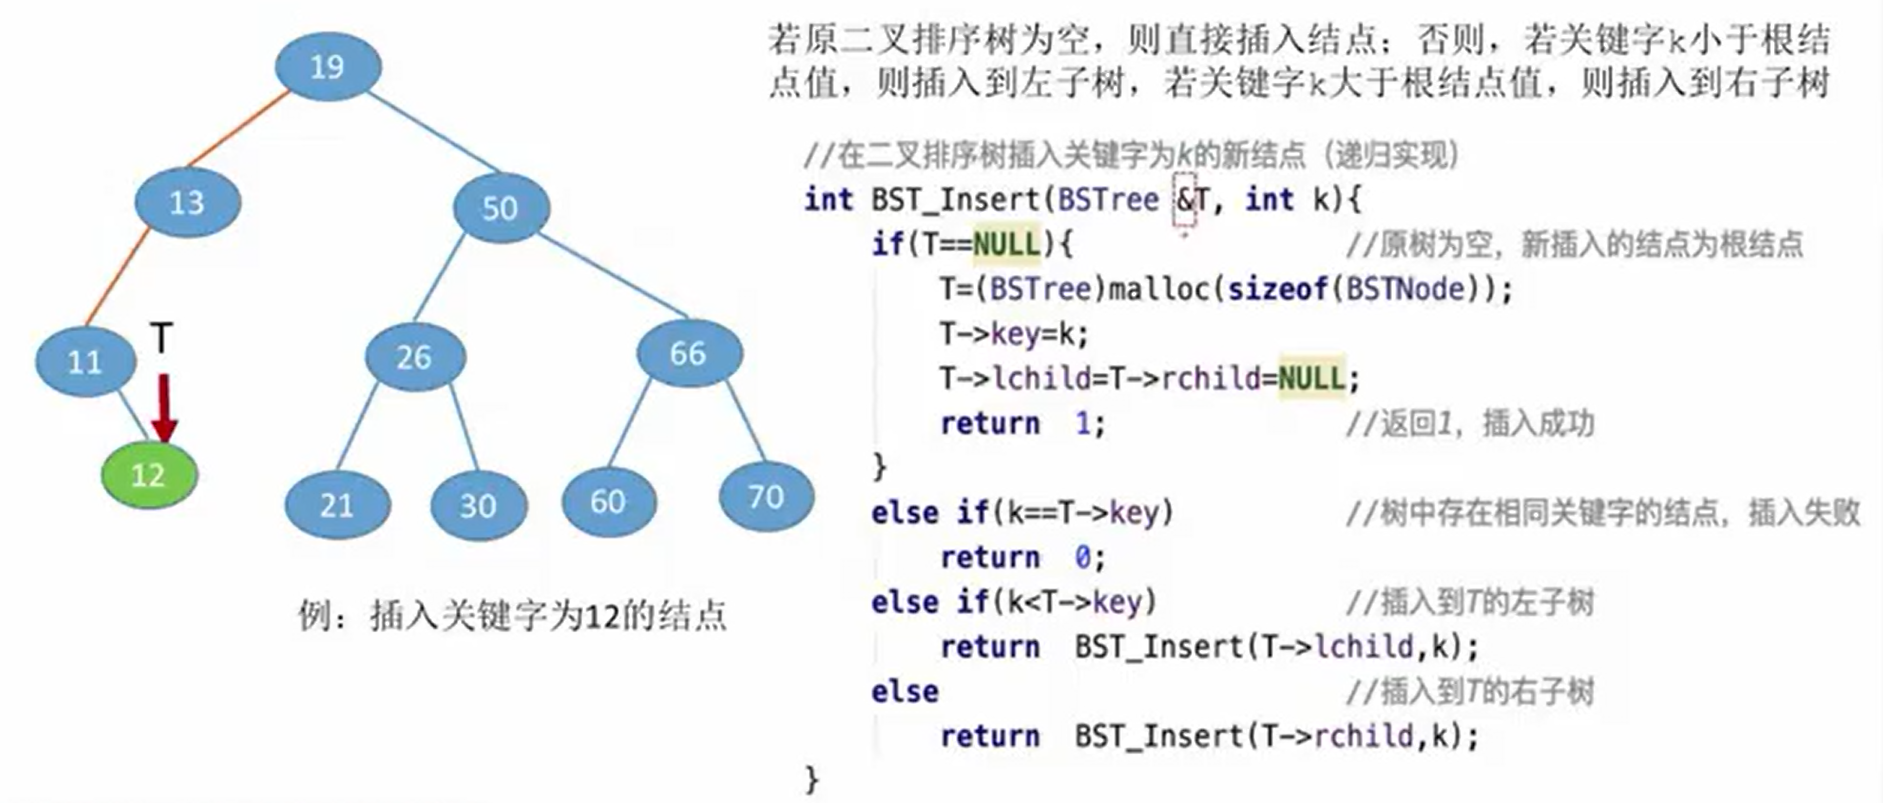 19
13
50
11
T
26
66
12
21
30
60
70
例：插入关键字为12的结点
若原二叉排序树为空，则直接插入结点；否则，若关键字k小于根结
点值，则插入到左子树，若关键字k大于根结点值，则插入到右子树
//在二叉排序树插入关键字为k的新结点（递归实现）
int BST_Insert(BSTree &T, int k){
if(T==NULL){ //原树为空，新插入的结点为根结点
T=(BSTree)malloc(sizeof(BSTNode));
T->key=k;
T->lchild=T->rchild=NULL;
return 1; //返回1，插入成功
}
else if(k==T->key) //树中存在相同关键字的结点，插入失败
return 0;
else if(k<T->key) //插入到T的左子树
return BST_Insert(T->lchild,k);
else //插入到T的右子树
return BST_Insert(T->rchild,k);
}